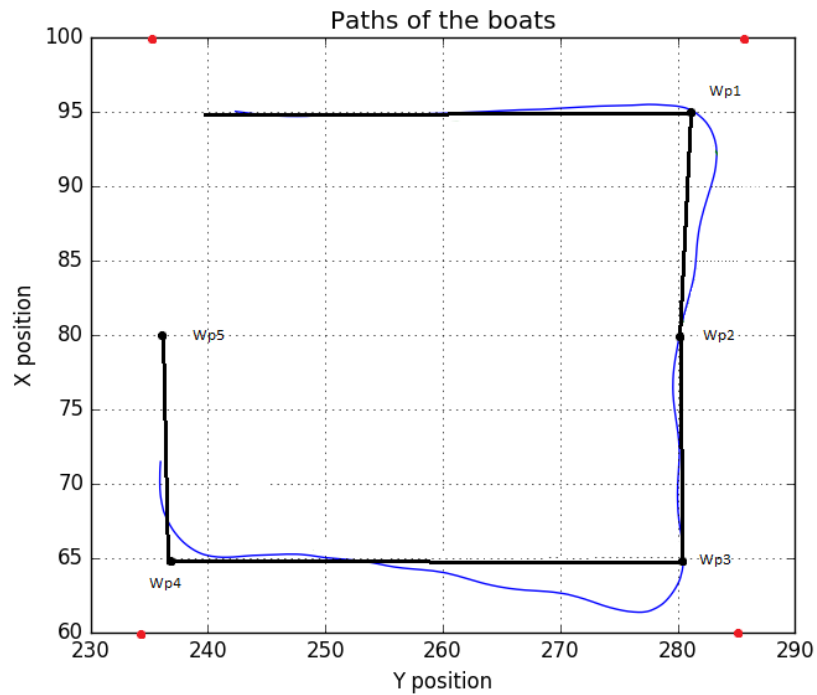 Paths of the boats
100
95
90
85
80
75
70
65
60
X position
Wp1
Wp2
Wp5
Wp3
Wp4
230 240 250 260 270 280 290
Y position